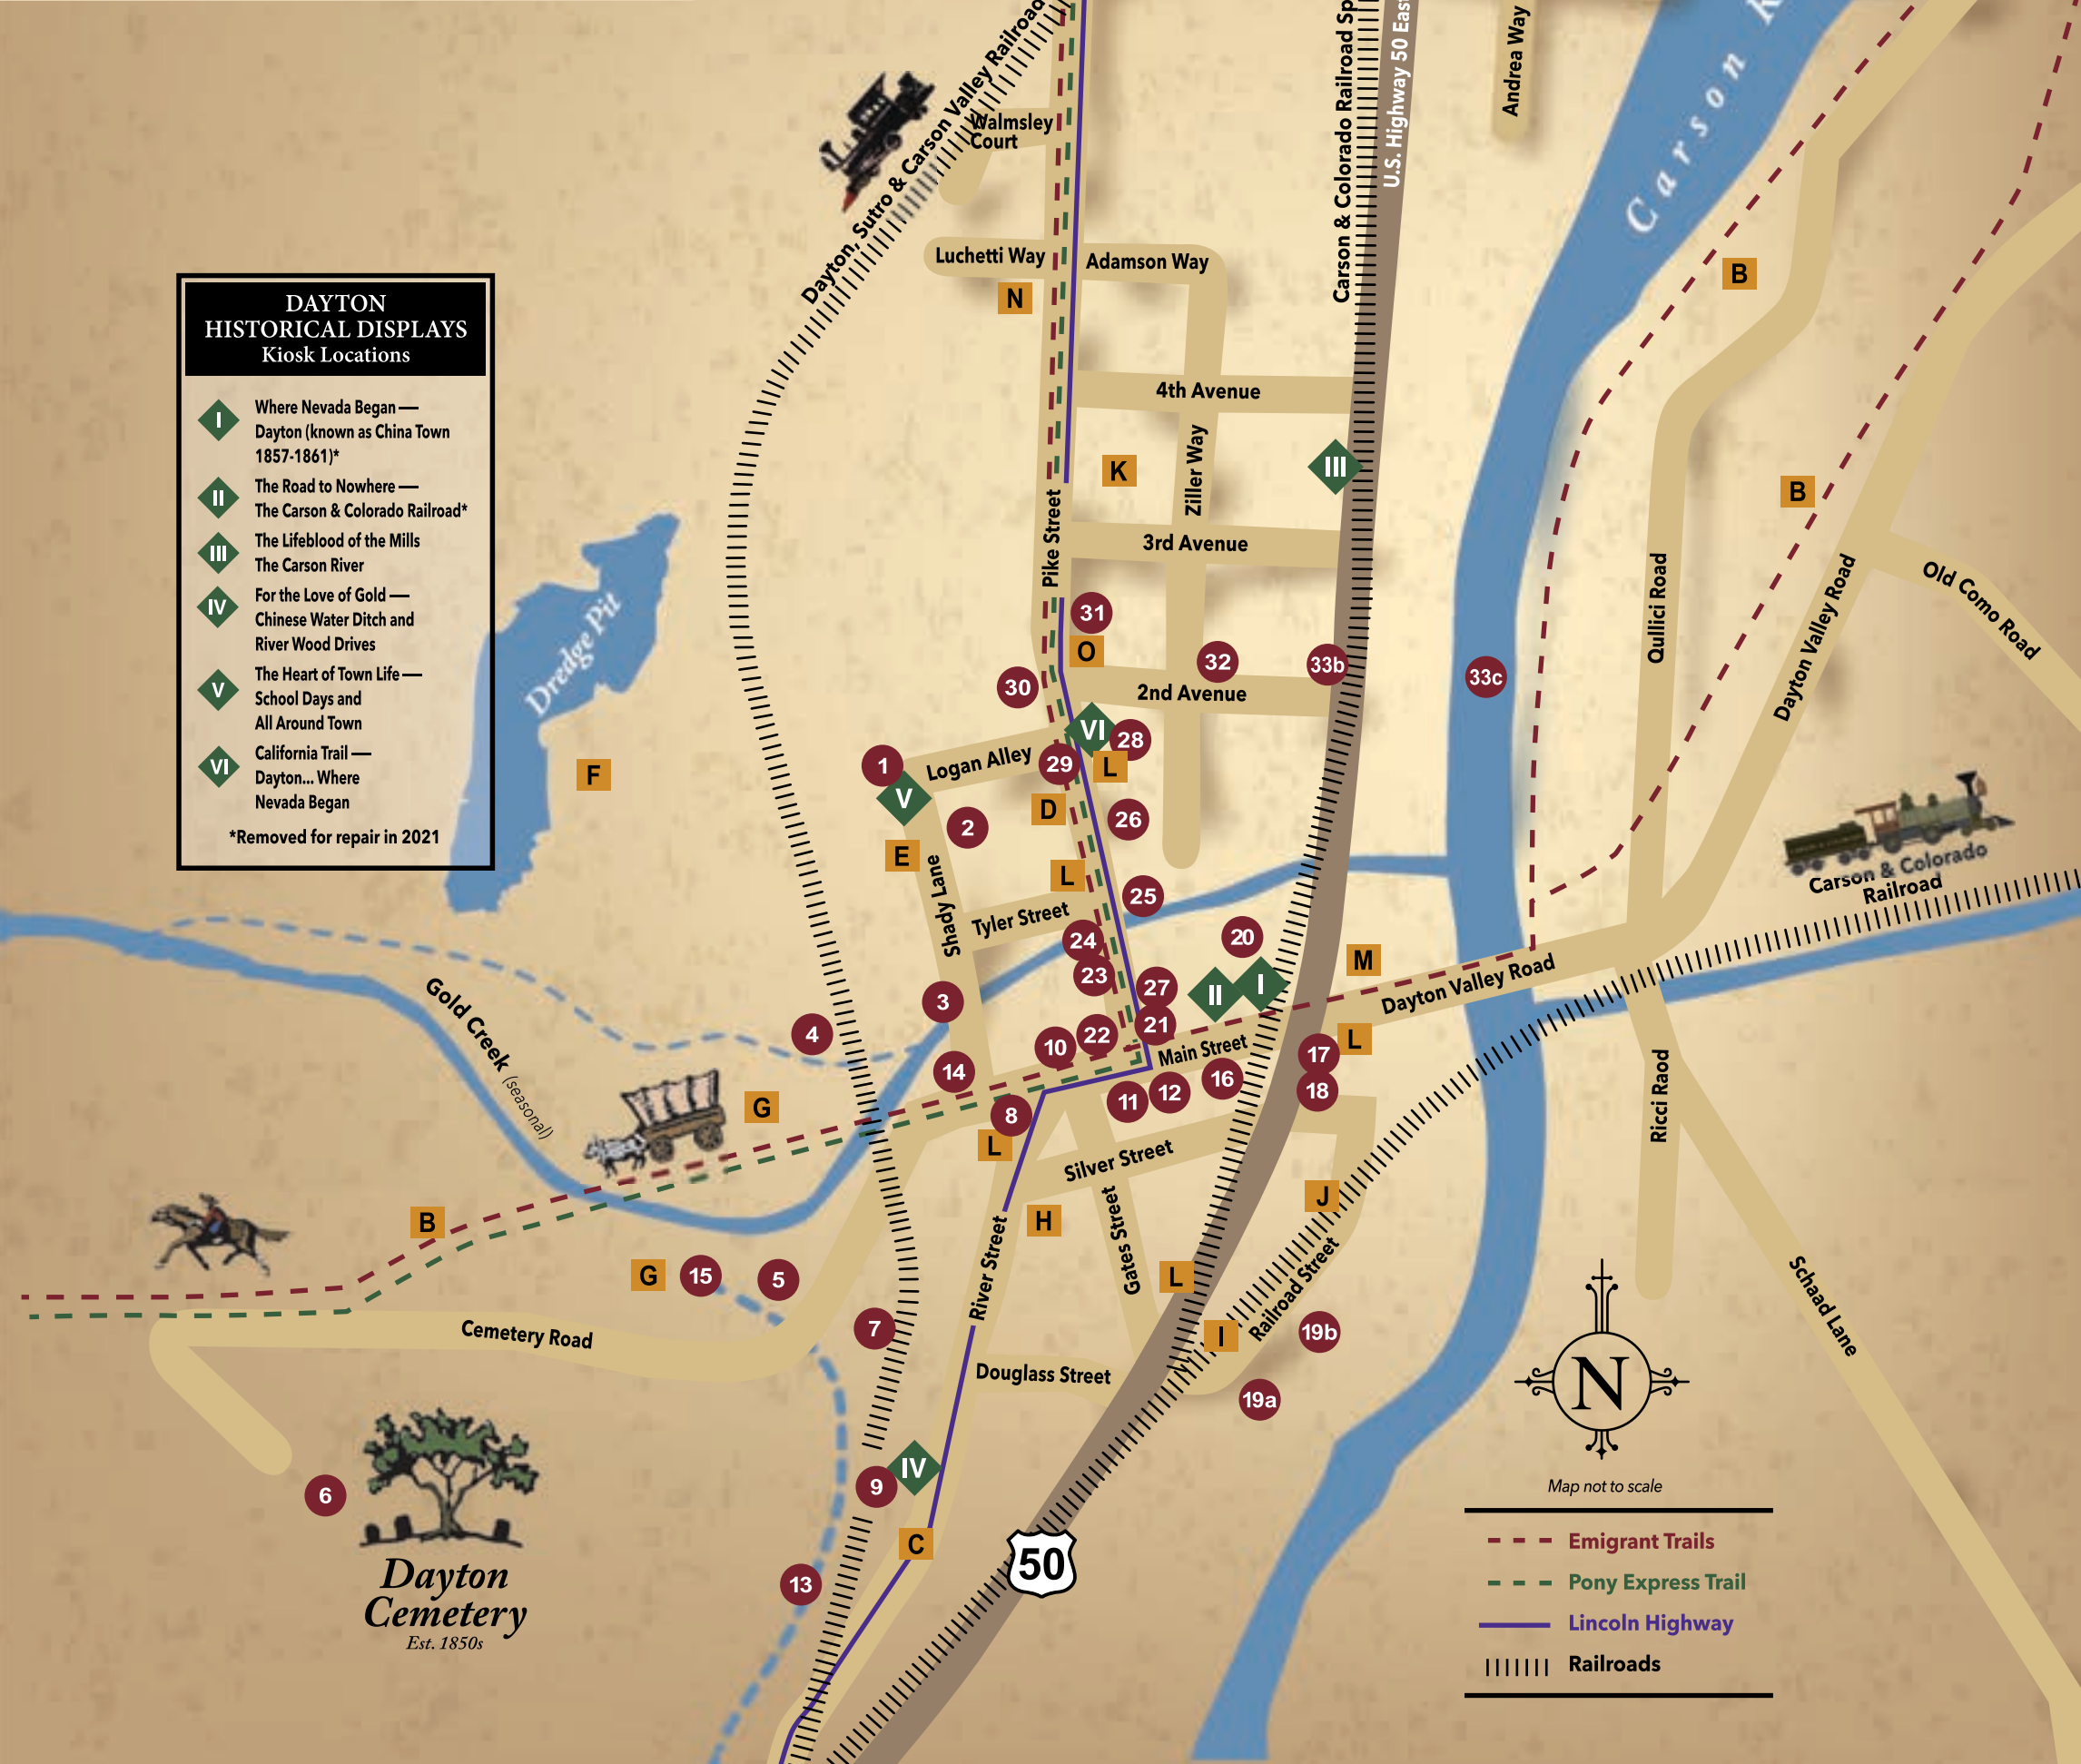 Dayton, Sutro & Carson Valley Railroad
Walmsley
Court
Carson & Colorado Railroad
U.S. Highway 50 East
Andrea Way
Carson
Luchetti Way
Adamson Way
N
B
DAYTON
HISTORICAL DISPLAYS
Kiosk Locations
I
Where Nevada Began —
Dayton (known as China Town
1857-1861)*
II
The Road to Nowhere —
The Carson & Colorado Railroad*
III
The Lifeblood of the Mills
The Carson River
IV
For the Love of Gold —
Chinese Water Ditch and
River Wood Drives
V
The Heart of Town Life —
School Days and
All Around Town
VI
California Trail —
Dayton... Where
Nevada Began
*Removed for repair in 2021
4th Avenue
K
Ziller Way
III
B
Pike Street
3rd Avenue
Qullici Road
Dayton Valley Road
Old Como Road
Dredge Pit
31
O
32
33b
33c
30
2nd Avenue
VI
28
1
Logan Alley
29
L
F
V
D
2
26
E
L
Shady Lane
25
Tyler Street
24
20
M
Carson & Colorado
Railroad
23
27
II
I
Dayton Valley Road
Gold Creek
(seasonal)
3
4
21
22
10
Main Street
17
L
14
16
18
12
11
8
G
L
Silver Street
Ricci Raod
J
B
H
Gates Street
River Street
G
15
5
L
Railroad Street
I
19b
7
Cemetery Road
Douglass Street
19a
Schaad Lane
N
IV
9
6
C
50
13
Dayton
Cemetery
Est. 1850s
Map not to scale
Emigrant Trails
Pony Express Trail
Lincoln Highway
Railroads